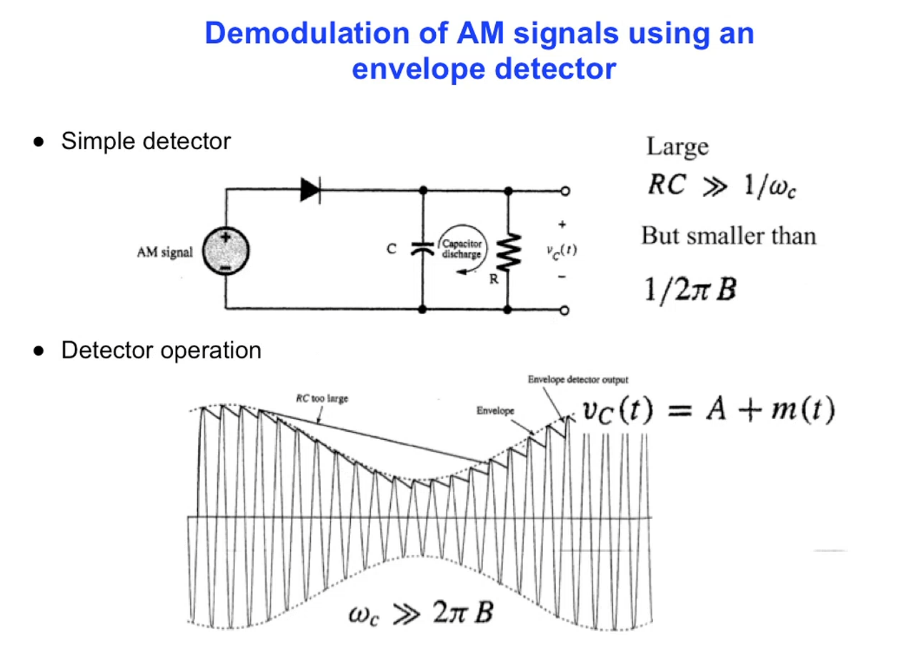 Demodulation of AM signals using an
envelope detector
● Simple detector
Large
RC ≫ 1/ωc
But smaller than
1/2π B
AM signal
+
−
C
Capacitor
discharge
R
+
vc(t)
−
● Detector operation
RC too large
Envelope
Envelope detector output
vC(t) = A + m(t)
ωc ≫ 2π B